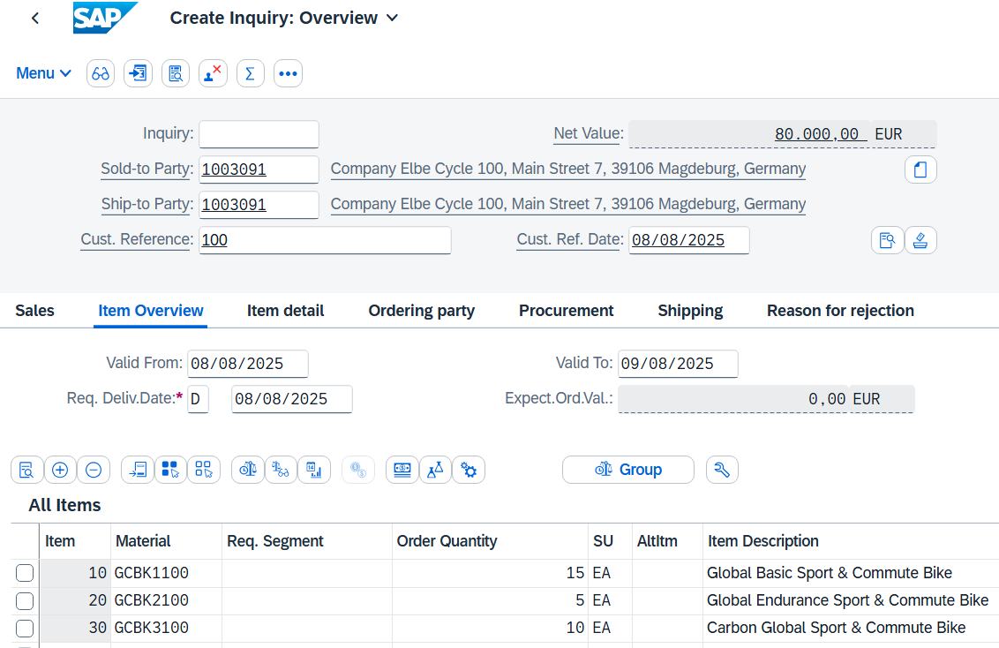 SAP Create Inquiry: Overview
Menu
Inquiry: Net Value: 80.000,00 EUR
Sold-to Party: 1003091 Company Elbe Cycle 100, Main Street 7, 39106 Magdeburg, Germany
Ship-to Party: 1003091 Company Elbe Cycle 100, Main Street 7, 39106 Magdeburg, Germany
Cust. Reference: 100 Cust. Ref. Date: 08/08/2025
Sales Item Overview Item detail Ordering party Procurement Shipping Reason for rejection
Valid From: 08/08/2025 Valid To: 09/08/2025
Req. Deliv.Date:* D 08/08/2025 Expect.Ord.Val.: 0,00 EUR
Group
All Items
Item Material Req. Segment Order Quantity SU AltItm Item Description
10 GCBK1100 15 EA Global Basic Sport & Commute Bike
20 GCBK2100 5 EA Global Endurance Sport & Commute Bike
30 GCBK3100 10 EA Carbon Global Sport & Commute Bike